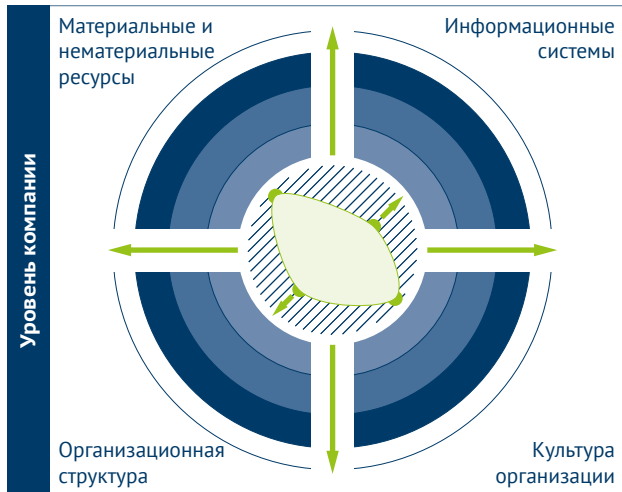 Материальные и
нематериальные
ресурсы
Информационные
системы
Уровень компании
Организационная
структура
Культура
организации